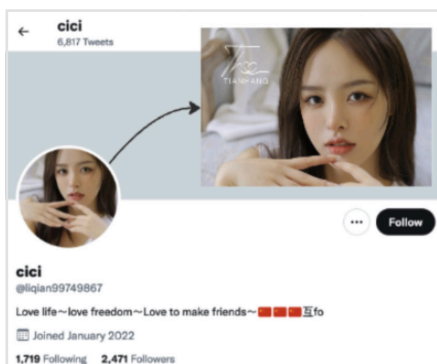 cici
6,817 Tweets
TIANHANG
Follow
cici
@liqian99749867
Love life～love freedom～Love to make friends～🇨🇳🇨🇳🇨🇳互fo
Joined January 2022
1,719 Following 2,471 Followers